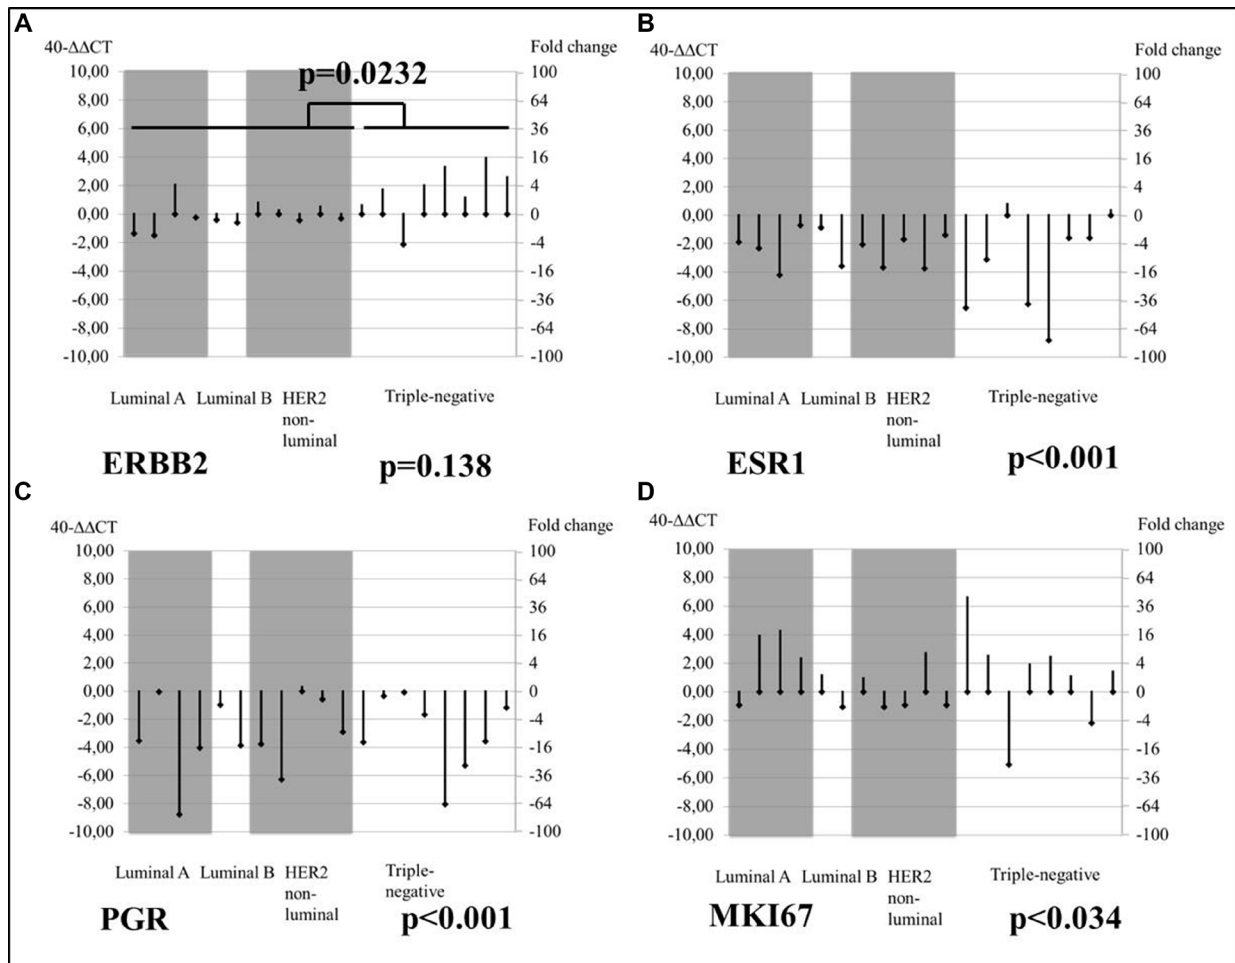 A
40-ΔΔCT
Fold change
p=0.0232
10,00
8,00
6,00
4,00
2,00
0,00
-2,00
-4,00
-6,00
-8,00
-10,00
100
64
36
16
4
0
-4
-16
-36
-64
-100
Luminal A
Luminal B
HER2
non-
luminal
Triple-negative
ERBB2
p=0.138
B
40-ΔΔCT
Fold change
10,00
8,00
6,00
4,00
2,00
0,00
-2,00
-4,00
-6,00
-8,00
-10,00
100
64
36
16
4
0
-4
-16
-36
-64
-100
Luminal A
Luminal B
HER2
non-
luminal
Triple-negative
ESR1
p<0.001
C
40-ΔΔCT
Fold change
10,00
8,00
6,00
4,00
2,00
0,00
-2,00
-4,00
-6,00
-8,00
-10,00
100
64
36
16
4
0
-4
-16
-36
-64
-100
Luminal A
Luminal B
HER2
non-
luminal
Triple-
negative
PGR
p<0.001
D
40-ΔΔCT
Fold change
10,00
8,00
6,00
4,00
2,00
0,00
-2,00
-4,00
-6,00
-8,00
-10,00
100
64
36
16
4
0
-4
-16
-36
-64
-100
Luminal A
Luminal B
HER2
non-
luminal
Triple-negative
MKI67
p<0.034